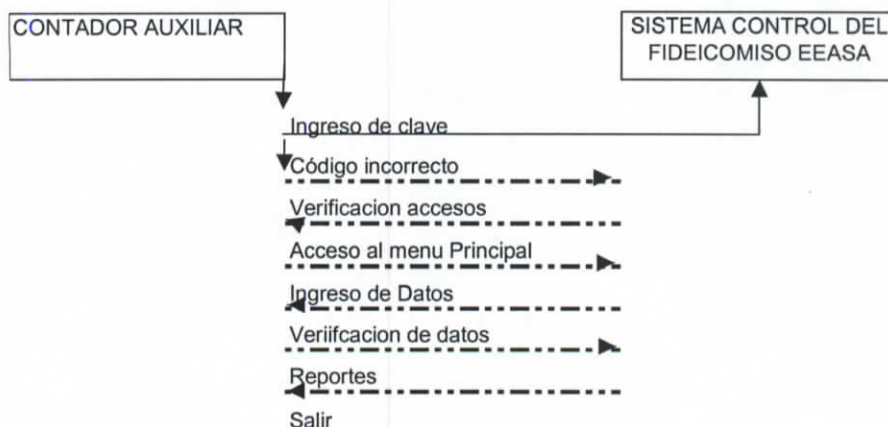 CONTADOR AUXILIAR
SISTEMA CONTROL DEL
FIDEICOMISO EEASA
Ingreso de clave
Código incorrecto
Verificacion accesos
Acceso al menu Principal
Ingreso de Datos
Veriifcacion de datos
Reportes
Salir